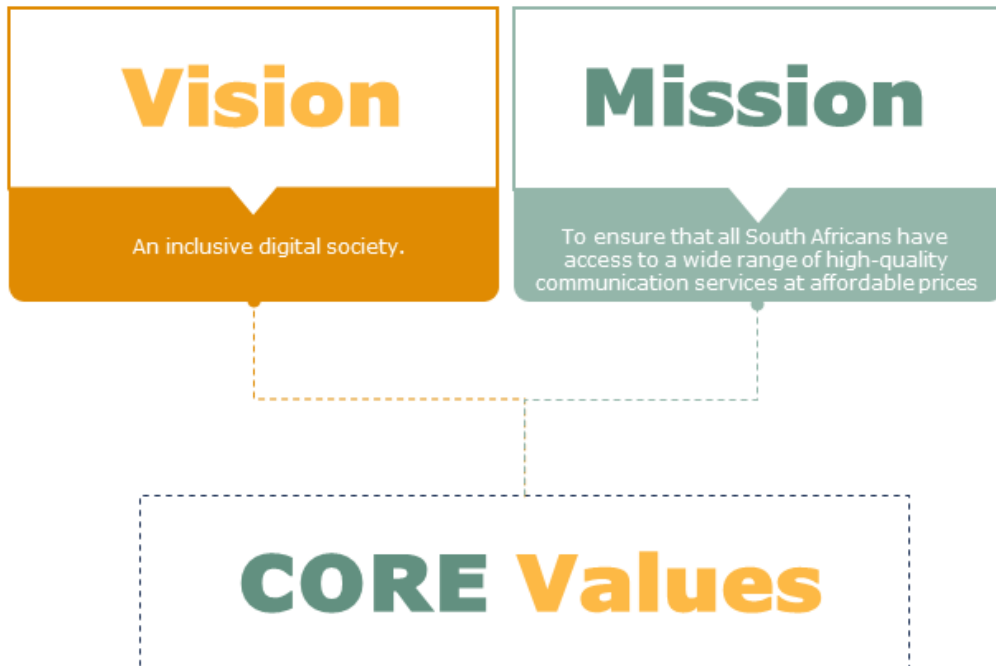 Vision
An inclusive digital society.
Mission
To ensure that all South Africans have
access to a wide range of high-quality
communication services at affordable prices
CORE Values